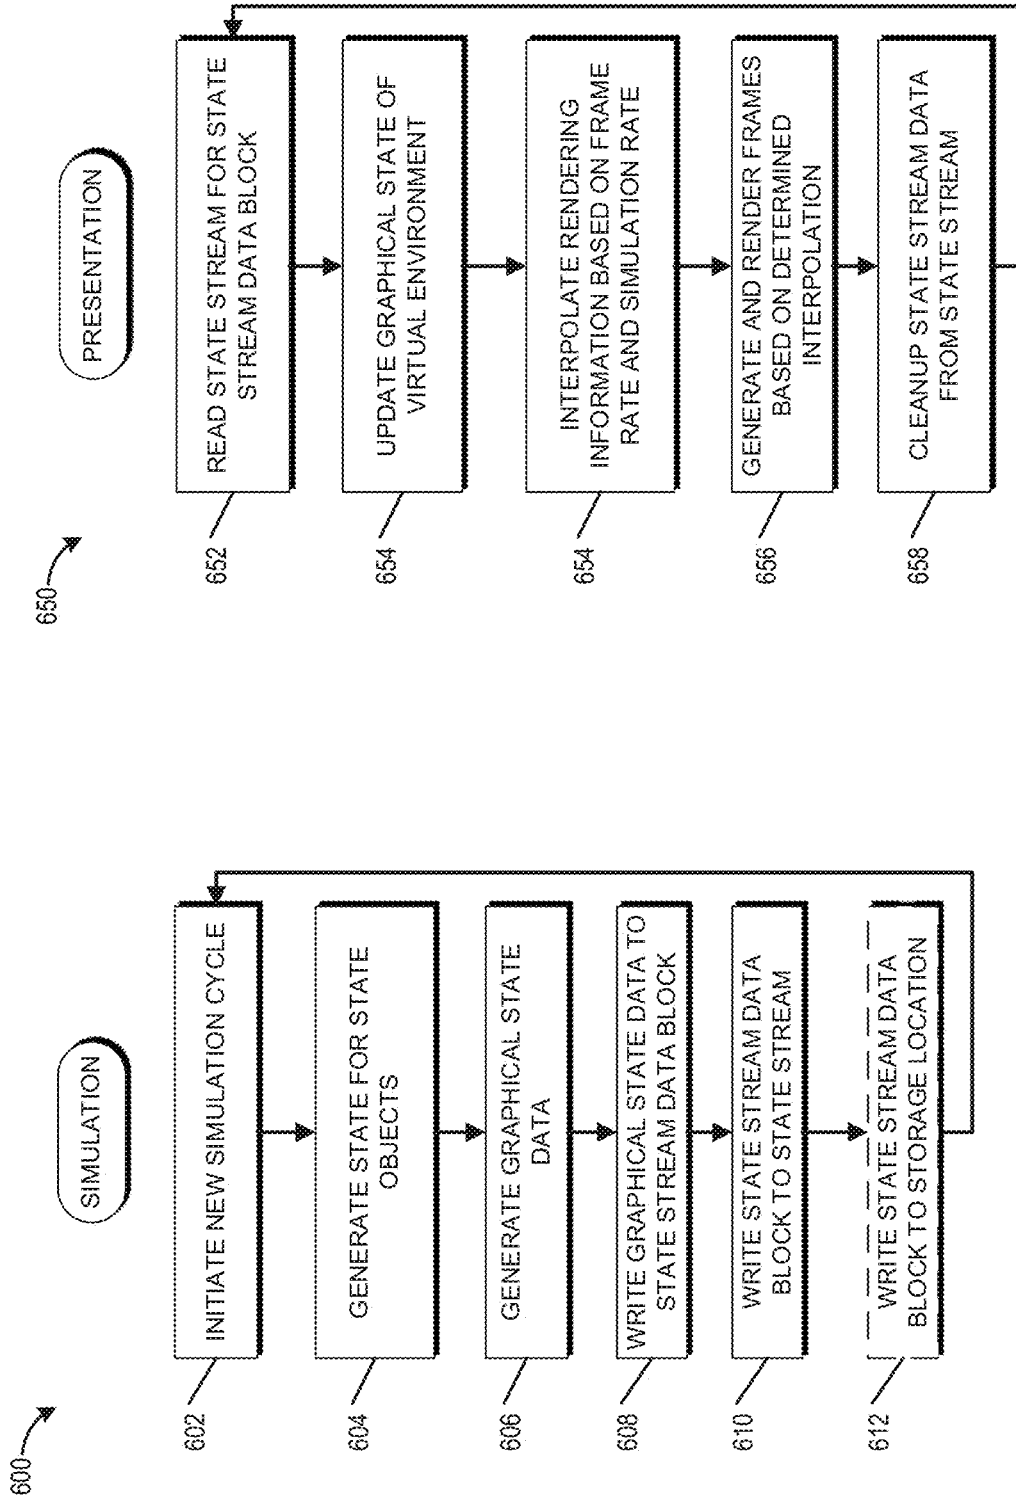 600
SIMULATION
602
INITIATE NEW SIMULATION CYCLE
604
GENERATE STATE FOR STATE
OBJECTS
606
GENERATE GRAPHICAL STATE
DATA
608
WRITE GRAPHICAL STATE DATA TO
STATE STREAM DATA BLOCK
610
WRITE STATE STREAM DATA
BLOCK TO STATE STREAM
612
WRITE STATE STREAM DATA
BLOCK TO STORAGE LOCATION
650
PRESENTATION
652
READ STATE STREAM FOR STATE
STREAM DATA BLOCK
654
UPDATE GRAPHICAL STATE OF
VIRTUAL ENVIRONMENT
654
INTERPOLATE RENDERING
INFORMATION BASED ON FRAME
RATE AND SIMULATION RATE
656
GENERATE AND RENDER FRAMES
BASED ON DETERMINED
INTERPOLATION
658
CLEANUP STATE STREAM DATA
FROM STATE STREAM